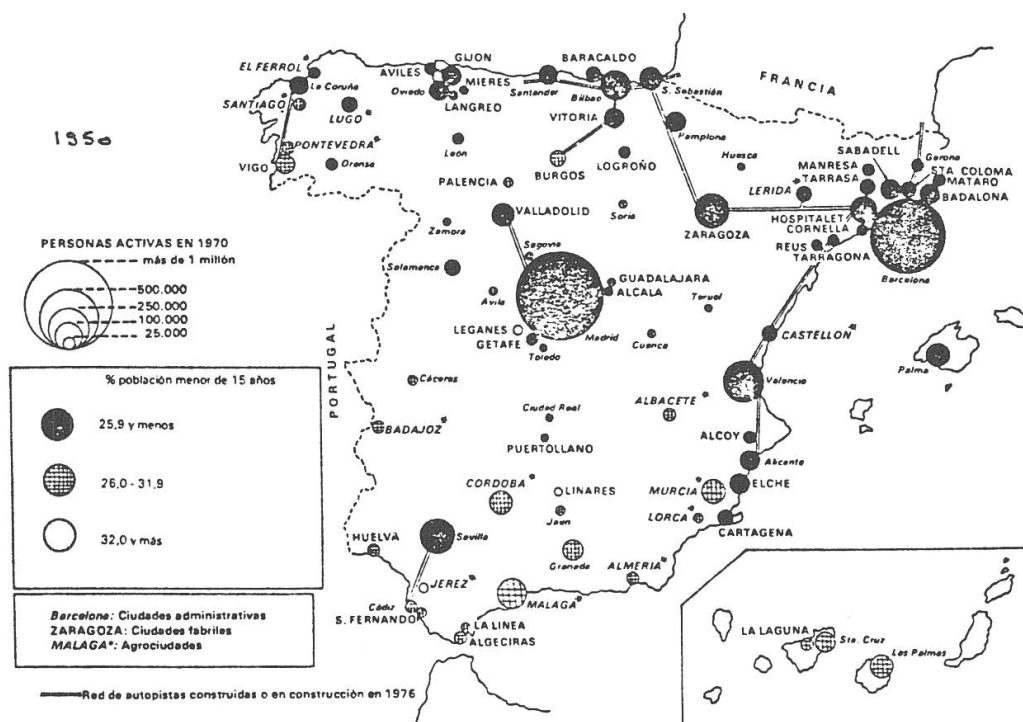 1950
FRANCIA
PORTUGAL
EL FERROL*
La Coruña
SANTIAGO*
LUGO*
PONTEVEDRA*
VIGO
Orense
AVILES
GIJON
Oviedo
MIERES
LANGREO
Santander
BARACALDO
Bilbao
S. Sebastián
VITORIA
Pamplona
León
BURGOS
LOGROÑO
Huesca
PALENCIA
Soria
VALLADOLID
Zamora
ZARAGOZA
LERIDA*
SABADELL
MANRESA
TARRASA
Gerona
STA COLOMA
MATARO
BADALONA
HOSPITALET
CORNELLA
REUS
TARRAGONA
Barcelona
Segovia
Salamanca
Avila
GUADALAJARA
ALCALA
Teruel
LEGANES
GETAFE
Madrid
Toledo
Cuenca
CASTELLON*
Palma
Valencia
Cáceres
Ciudad Real
ALBACETE*
BADAJOZ*
PUERTOLLANO
ALCOY
Alicante
ELCHE
CORDOBA*
LINARES
MURCIA*
Jaén
LORCA*
CARTAGENA
HUELVA
Sevilla
Granada
ALMERIA*
JEREZ*
Cádiz
S. FERNANDO
MALAGA*
LA LINEA
ALGECIRAS
LA LAGUNA
Sta. Cruz
Las Palmas
PERSONAS ACTIVAS EN 1970
más de 1 millón
500.000
250.000
100.000
25.000
% población menor de 15 años
25,9 y menos
26,0 - 31,9
32,0 y más
Barcelona: Ciudades administrativas
ZARAGOZA: Ciudades fabriles
MALAGA*: Agrociudades
Red de autopistas construidas o en construcción en 1976